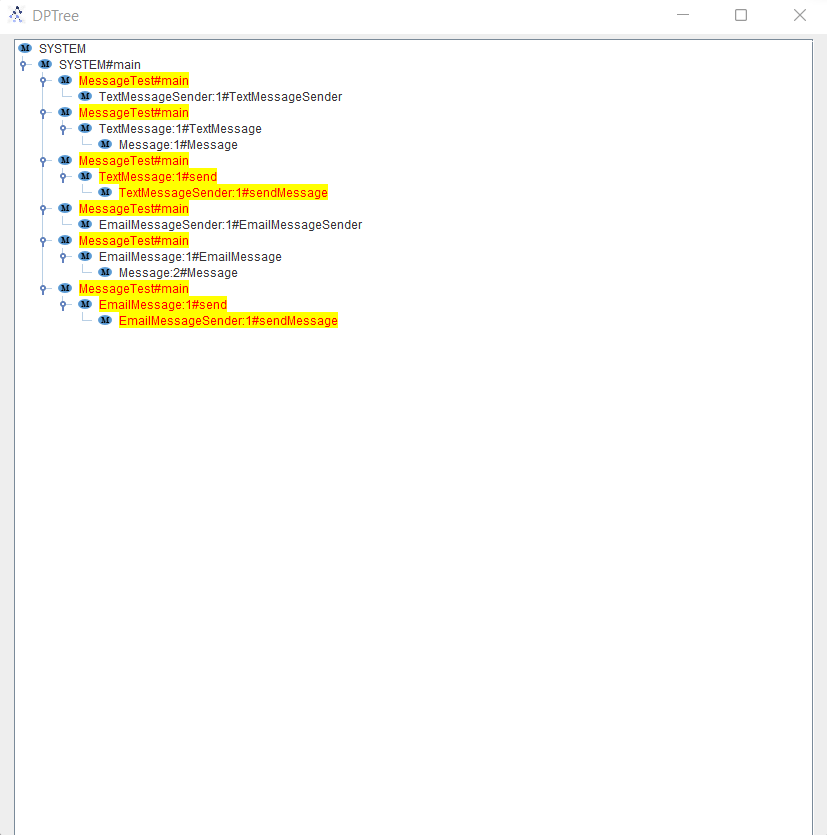 DPTree
M SYSTEM
M SYSTEM#main
M MessageTest#main
M TextMessageSender:1#TextMessageSender
M MessageTest#main
M TextMessage:1#TextMessage
M Message:1#Message
M MessageTest#main
M TextMessage:1#send
M TextMessageSender:1#sendMessage
M MessageTest#main
M EmailMessageSender:1#EmailMessageSender
M MessageTest#main
M EmailMessage:1#EmailMessage
M Message:2#Message
M MessageTest#main
M EmailMessage:1#send
M EmailMessageSender:1#sendMessage